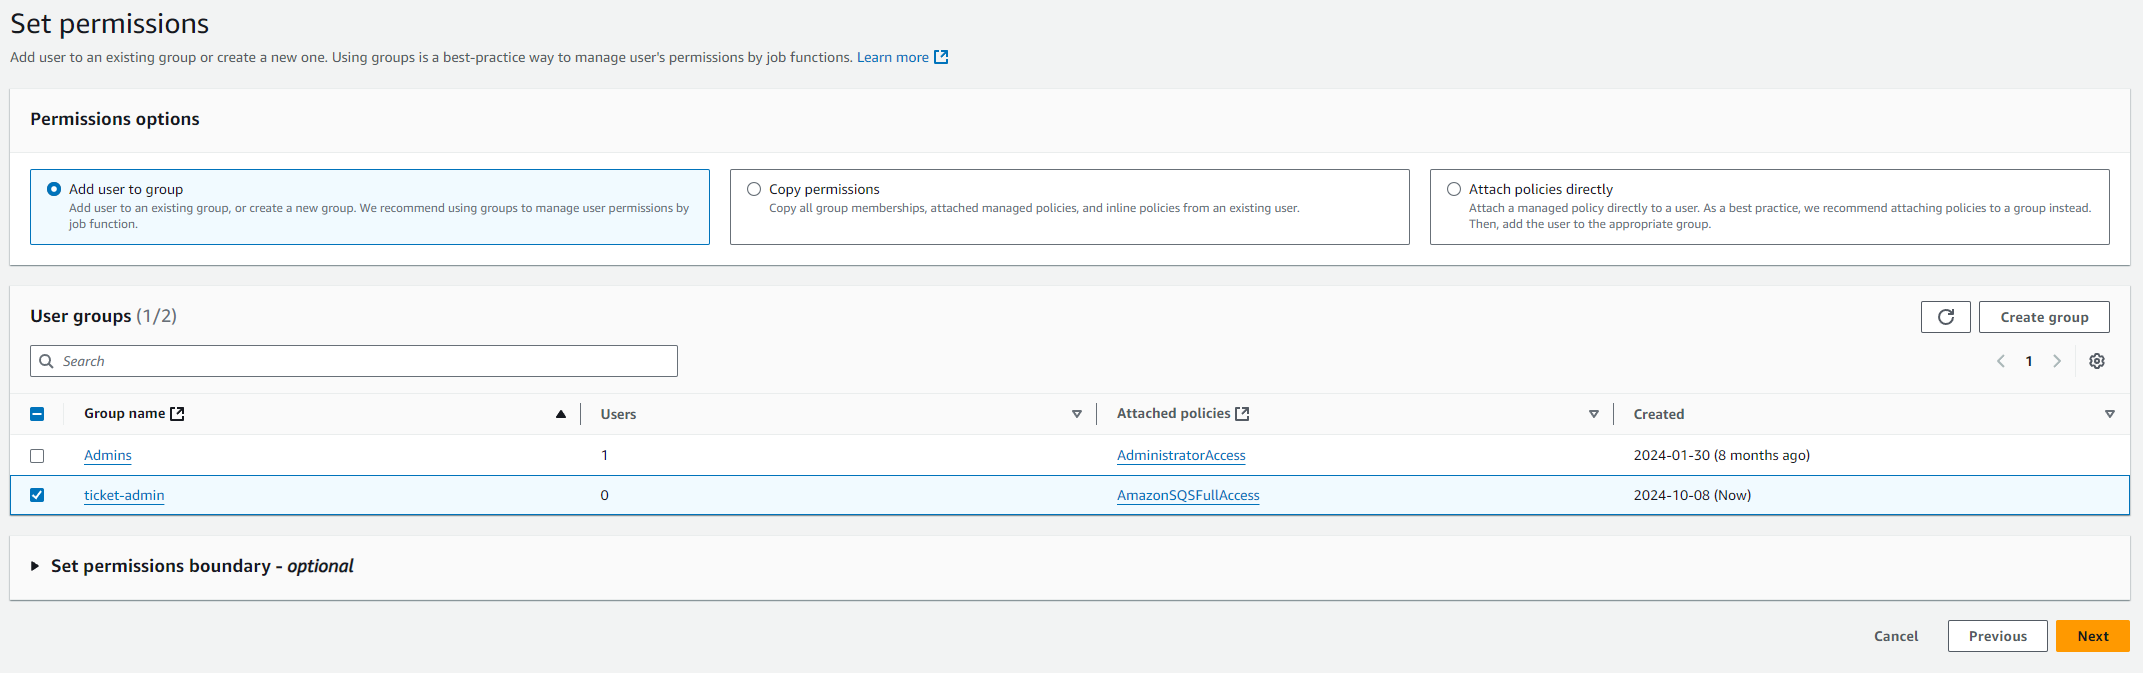 Set permissions
Add user to an existing group or create a new one. Using groups is a best-practice way to manage user's permissions by job functions. Learn more
Permissions options
Add user to group
Add user to an existing group, or create a new group. We recommend using groups to manage user permissions by
job function.
Copy permissions
Copy all group memberships, attached managed policies, and inline policies from an existing user.
Attach policies directly
Attach a managed policy directly to a user. As a best practice, we recommend attaching policies to a group instead.
Then, add the user to the appropriate group.
User groups (1/2)
Create group
Search
1
Group name Users Attached policies Created
Admins 1 AdministratorAccess 2024-01-30 (8 months ago)
ticket-admin 0 AmazonSQSFullAccess 2024-10-08 (Now)
Set permissions boundary - optional
Cancel Previous Next